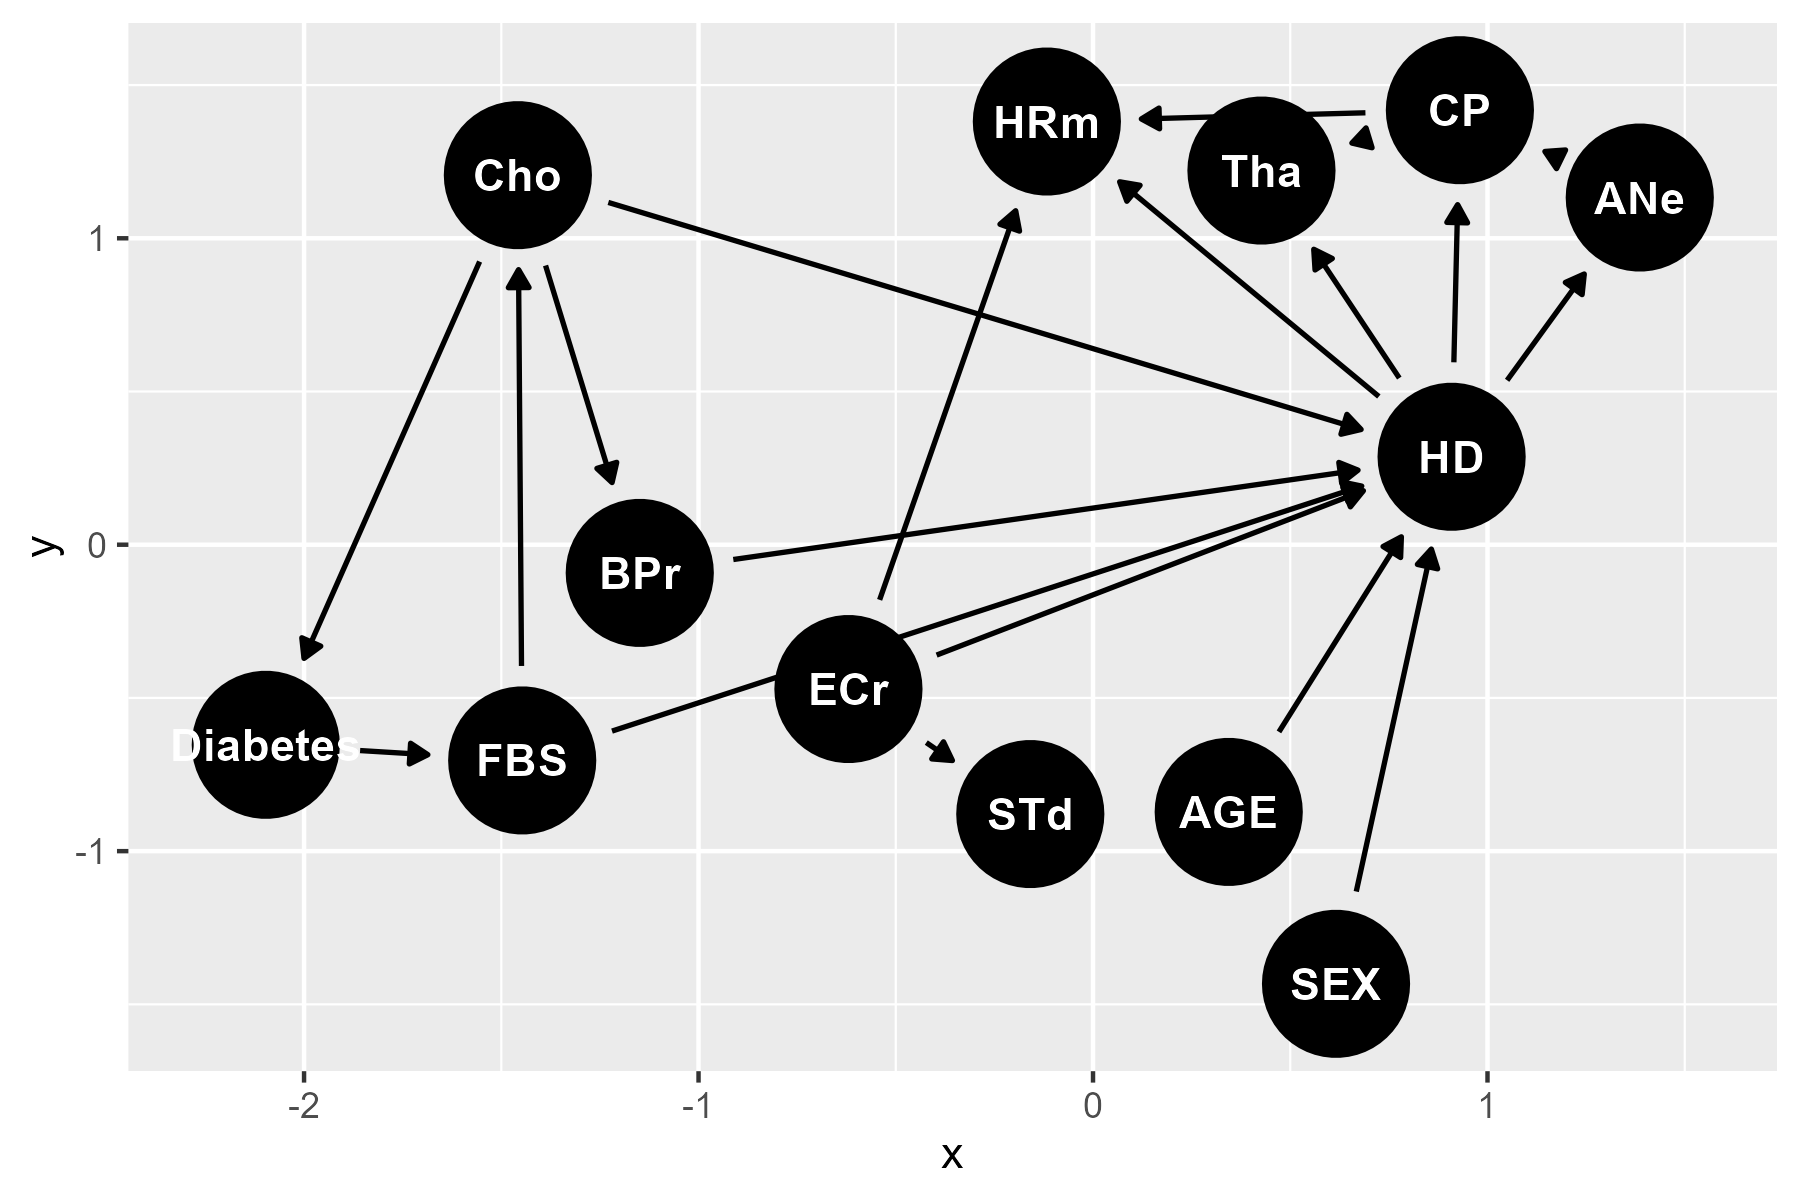 HRm
CP
Tha
Cho
ANe
HD
BPr
ECr
Diabetes
FBS
STd
AGE
SEX
1
0
-1
y
-2
-1
0
1
x